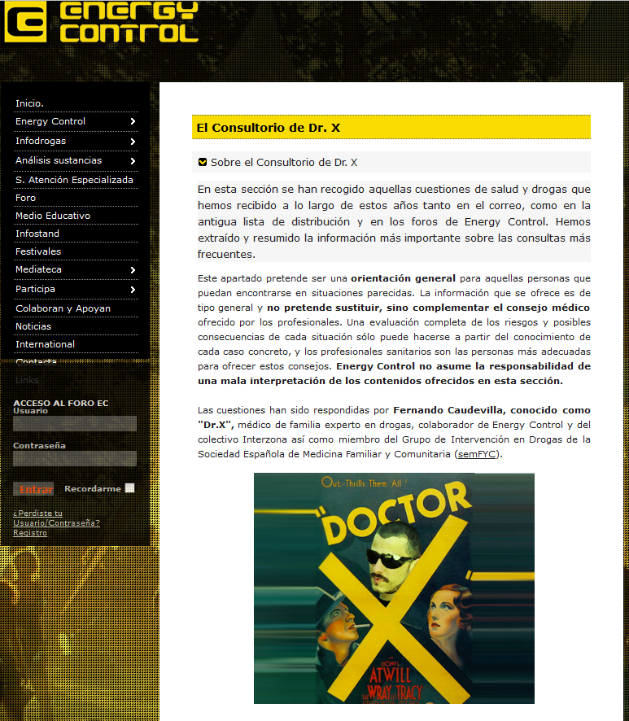 ENERGY
CONTROL
Inicio.
Energy Control
Infodrogas
Análisis sustancias
S. Atención Especializada
Foro
Medio Educativo
Infostand
Festivales
Mediateca
Participa
Colaboran y Apoyan
Noticias
International
Contacta
Links
ACCESO AL FORO EC
Usuario
Contraseña
Entrar
Recordarme
¿Perdiste tu
Usuario/Contraseña?
Registro
El Consultorio de Dr. X
Sobre el Consultorio de Dr. X
En esta sección se han recogido aquellas cuestiones de salud y drogas que
hemos recibido a lo largo de estos años tanto en el correo, como en la
antigua lista de distribución y en los foros de Energy Control. Hemos
extraído y resumido la información más importante sobre las consultas más
frecuentes.
Este apartado pretende ser una orientación general para aquellas personas que
puedan encontrarse en situaciones parecidas. La información que se ofrece es de
tipo general y no pretende sustituir, sino complementar el consejo médico
ofrecido por los profesionales. Una evaluación completa de los riesgos y posibles
consecuencias de cada situación sólo puede hacerse a partir del conocimiento de
cada caso concreto, y los profesionales sanitarios son las personas más adecuadas
para ofrecer estos consejos. Energy Control no asume la responsabilidad de
una mala interpretación de los contenidos ofrecidos en esta sección.
Las cuestiones han sido respondidas por Fernando Caudevilla, conocido como
"Dr.X", médico de familia experto en drogas, colaborador de Energy Control y del
colectivo Interzona así como miembro del Grupo de Intervención en Drogas de la
Sociedad Española de Medicina Familiar y Comunitaria (semFYC).
Out-Thrills Them All!
"DOCTOR
X
LIONEL
ATWILL
WRAY, TRACY